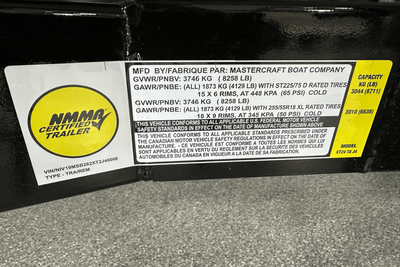 NMMA
CERTIFIED
TRAILER
VIN/NIV19MSB282XT2J46006
TYPE - TRA/REM
MFD BY/FABRIQUE PAR: MASTERCRAFT BOAT COMPANY
GVWR/PNBV: 3746 KG ( 8258 LB)
GAWR/PNBE: (ALL) 1873 KG (4129 LB) WITH ST225/75 D RATED TIRES
15 X 6 RIMS, AT 448 KPA (65 PSI) COLD
GVWR/PNBV: 3746 KG ( 8258 LB)
GAWR/PNBE: (ALL) 1873 KG (4129 LB) WITH 255/55R18 XL RATED TIRES
18 X 9 RIMS, AT 345 KPA (50 PSI) COLD
THIS VEHICLE CONFORMS TO ALL APPLICABLE U.S. FEDERAL MOTOR VEHICLE
SAFETY STANDARDS IN EFFECT ON THE DATE OF MANUFACTURE SHOWN ABOVE
THIS VEHICLE CONFORMS TO ALL APPLICABLE STANDARDS PRESCRIBED UNDER
THE CANADIAN MOTOR VEHICLE SAFETY REGULATIONS IN EFFECT ON THE DATE OF
MANUFACTURE - CE VEHICULE EST CONFORME A TOUTES LES NORMES QUI LUI
SONT APPLICABLES EN VERTU DU REGLEMENT SUR LA SECURITE DES VEHICULES
AUTOMOBILES DU CANADA EN VIGUEUR A LA DATE DE SA FABRICATION.
CAPACITY
KG (LB)
3044 (6711)
3010 (6636)
MODEL